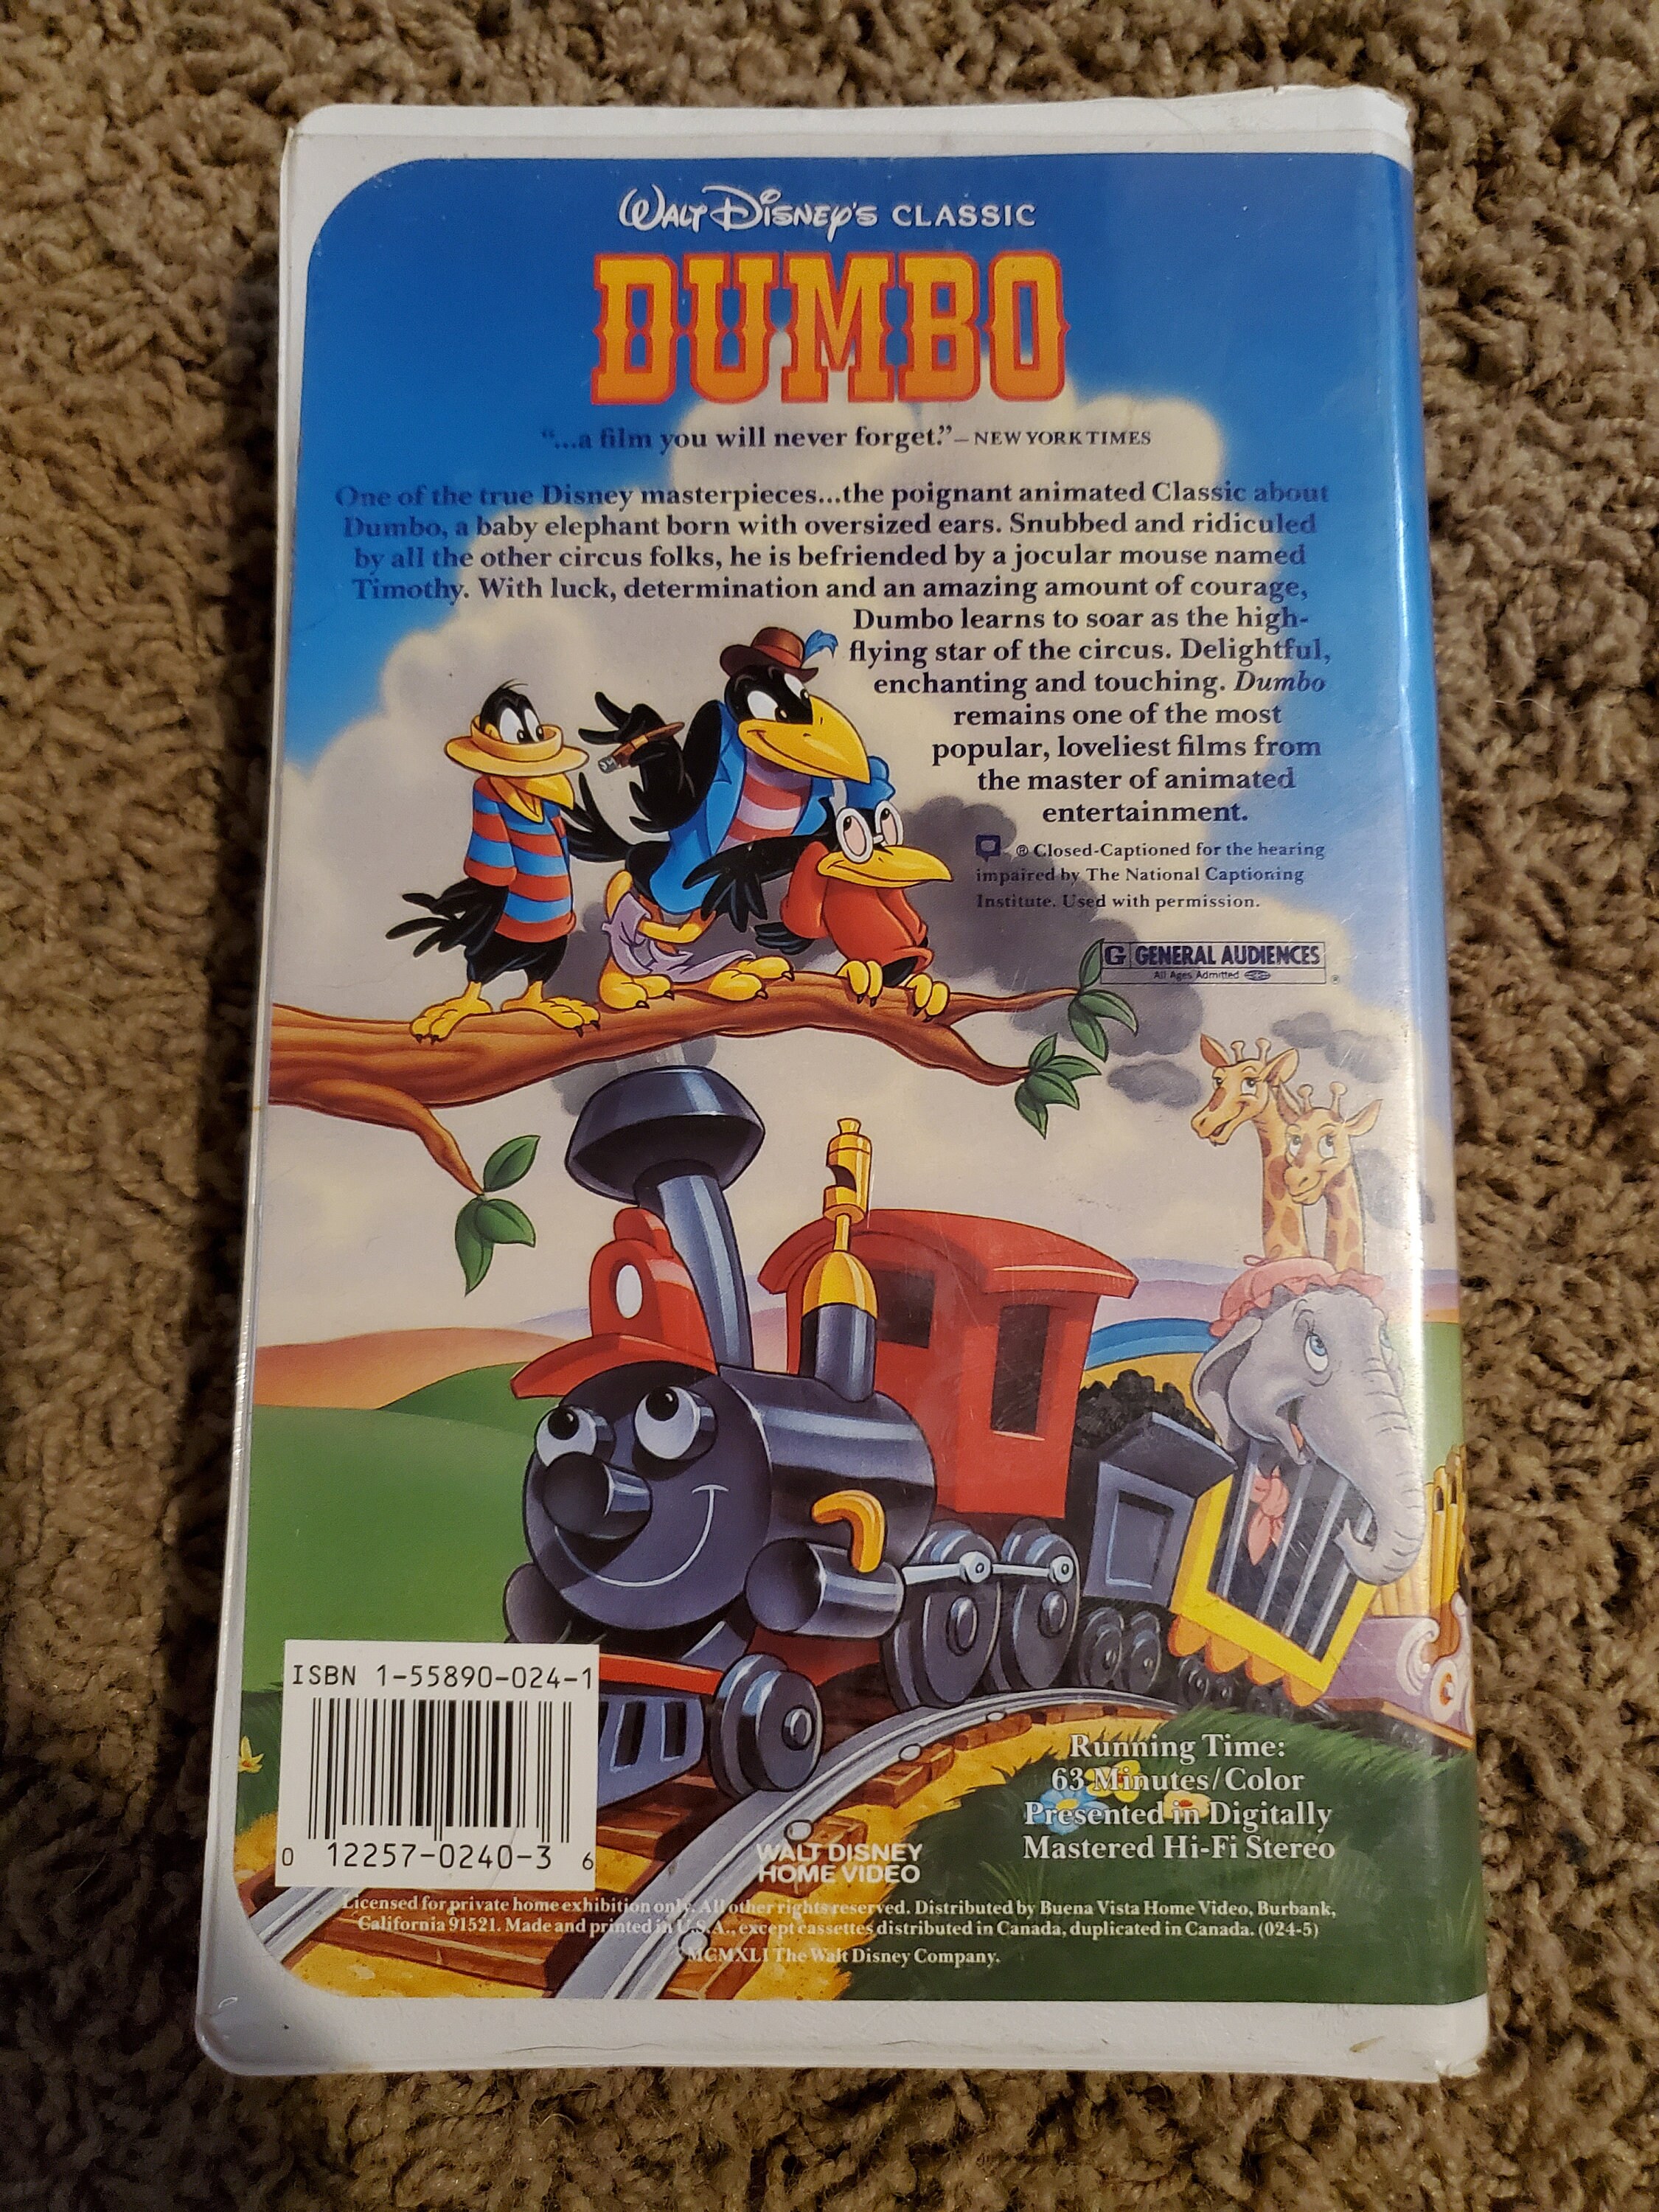 WALT DISNEY'S CLASSIC
DUMBO
"...a film you will never forget."– NEW YORK TIMES
One of the true Disney masterpieces...the poignant animated Classic about
Dumbo, a baby elephant born with oversized ears. Snubbed and ridiculed
by all the other circus folks, he is befriended by a jocular mouse named
Timothy. With luck, determination and an amazing amount of courage,
Dumbo learns to soar as the high-
flying star of the circus. Delightful,
enchanting and touching. Dumbo
remains one of the most
popular, loveliest films from
the master of animated
entertainment.
® Closed-Captioned for the hearing
impaired by The National Captioning
Institute. Used with permission.
G GENERAL AUDIENCES
All Ages Admitted ®
ISBN 1-55890-024-1
0 12257-0240-3 6
Running Time:
63 Minutes/Color
Presented in Digitally
Mastered Hi-Fi Stereo
WALT DISNEY
HOME VIDEO
Licensed for private home exhibition only. All other rights reserved. Distributed by Buena Vista Home Video, Burbank,
California 91521. Made and printed in U.S.A., except cassettes distributed in Canada, duplicated in Canada. (024-5)
MCMXLI The Walt Disney Company.